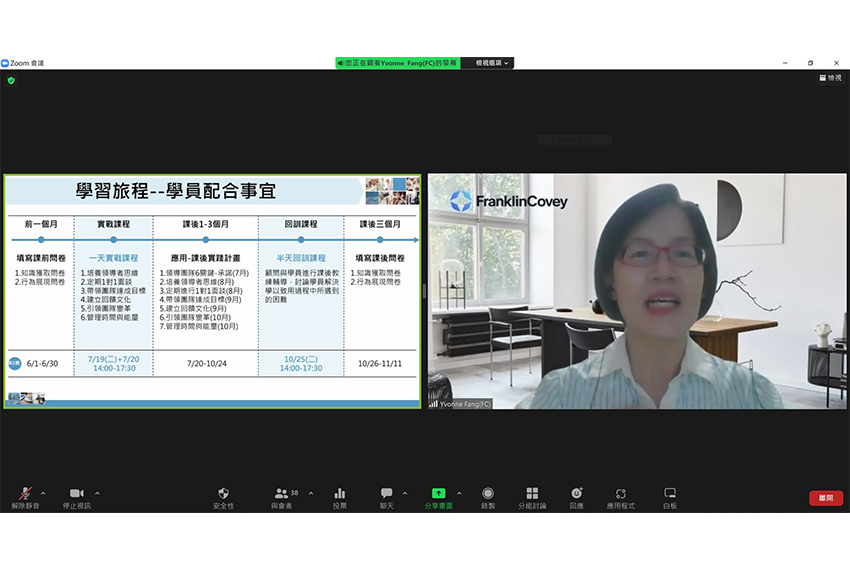 Zoom 會議
您正在觀看Yvonne Fang(FC)的螢幕
檢視選項
檢視
學習旅程--學員配合事宜
前一個月
實戰課程
課後1-3個月
回訓課程
課後三個月
填寫課前問卷
1.知識獲取問卷
2.行為展現問卷
一天實戰課程
1.培養領導者思維
2.定期1對1面談
3.帶領團隊達成目標
4.建立回饋文化
5.引領團隊變革
6.管理時間與能量
應用-課後實踐計畫
1.領導團隊6關鍵-承諾(7月)
2.培養領導者思維(8月)
3.定期進行1對1面談(8月)
4.帶領團隊達成目標(9月)
5.建立回饋文化(9月)
6.引領團隊變革(10月)
7.管理時間與能量(10月)
半天回訓課程
顧問與學員進行課後教
練輔導，討論學員解決
學以致用過程中所遇到
的困難
填寫課後問卷
1.知識獲取問卷
2.行為展現問卷
6/1-6/30
7/19(二)+7/20
14:00-17:30
7/20-10/24
10/25(二)
14:00-17:30
10/26-11/11
FranklinCovey
Yvonne Fang(FC)
解除靜音
停止視訊
安全性
38
與會者
投票
聊天
分享畫面
錄製
分組討論
回應
應用程式
白板
離開